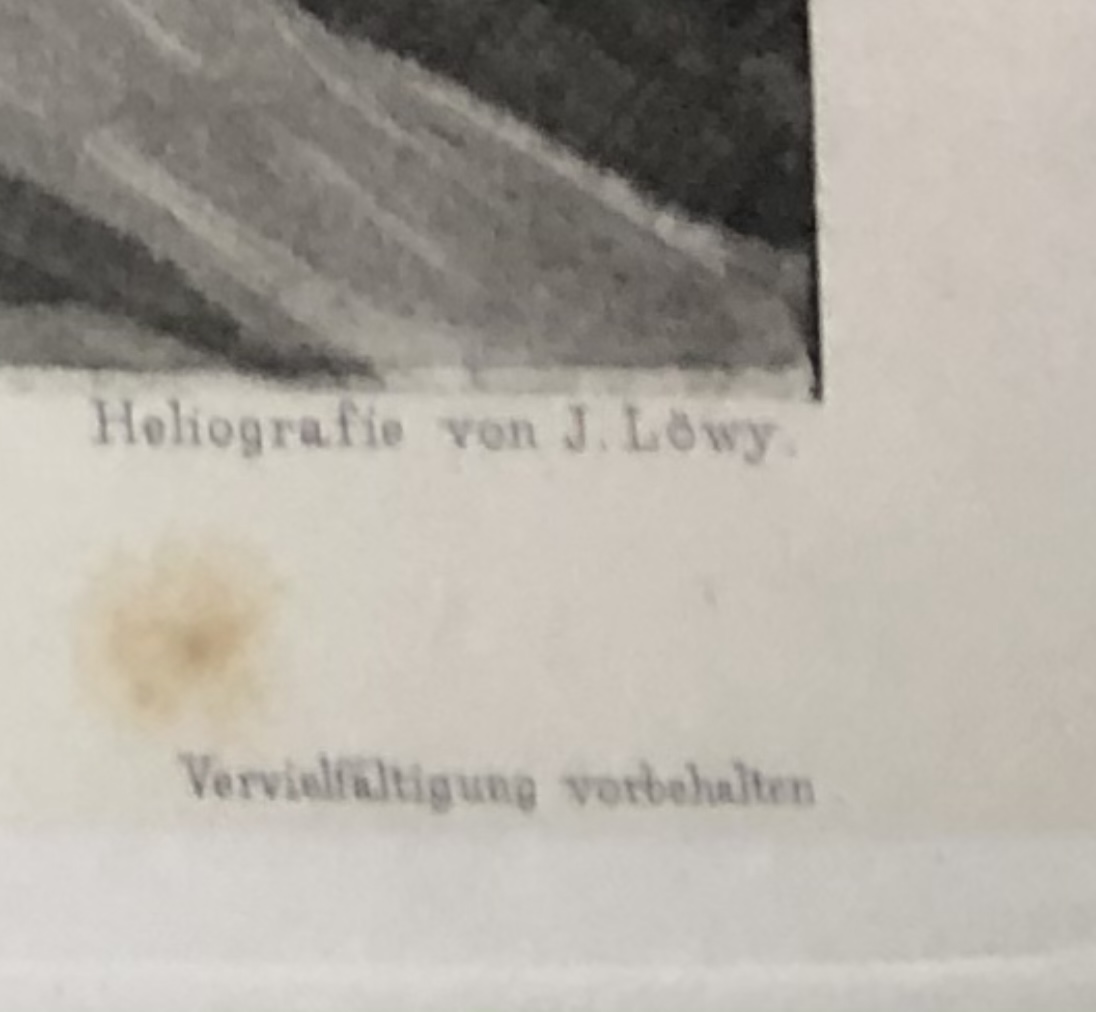 Heliografie von J. Löwy.
Vervielfältigung vorbehalten